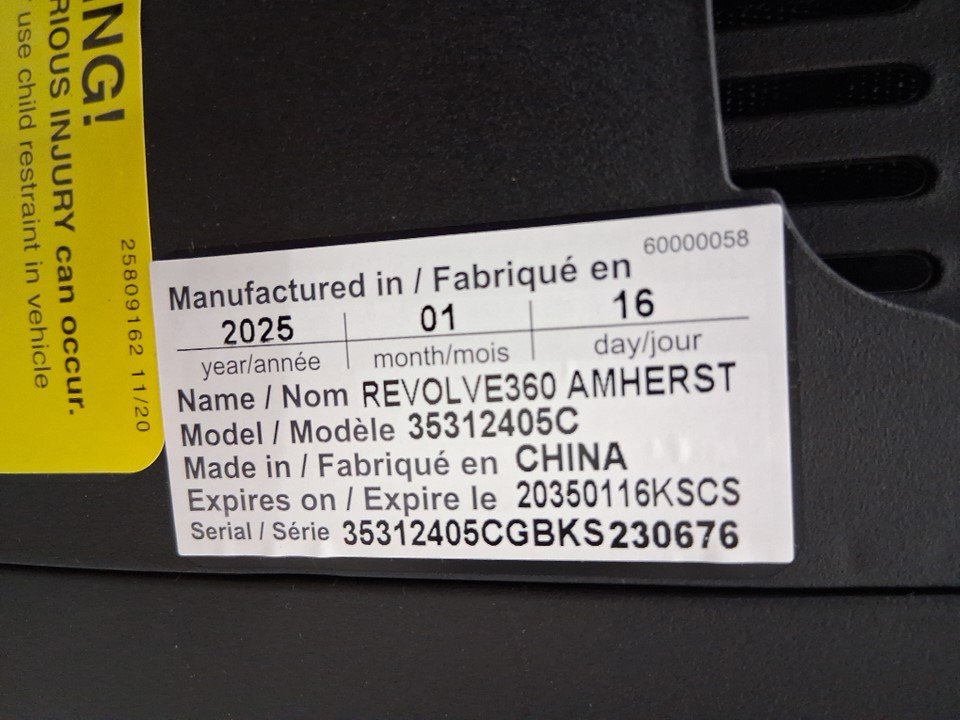 NG!
RIOUS INJURY can occur.
use child restraint in vehicle
25809162 11/20
60000058
Manufactured in / Fabriqué en
2025 01 16
year/année month/mois day/jour
Name / Nom REVOLVE360 AMHERST
Model / Modèle 35312405C
Made in / Fabriqué en CHINA
Expires on / Expire le 20350116KSCS
Serial / Série 35312405CGBKS230676